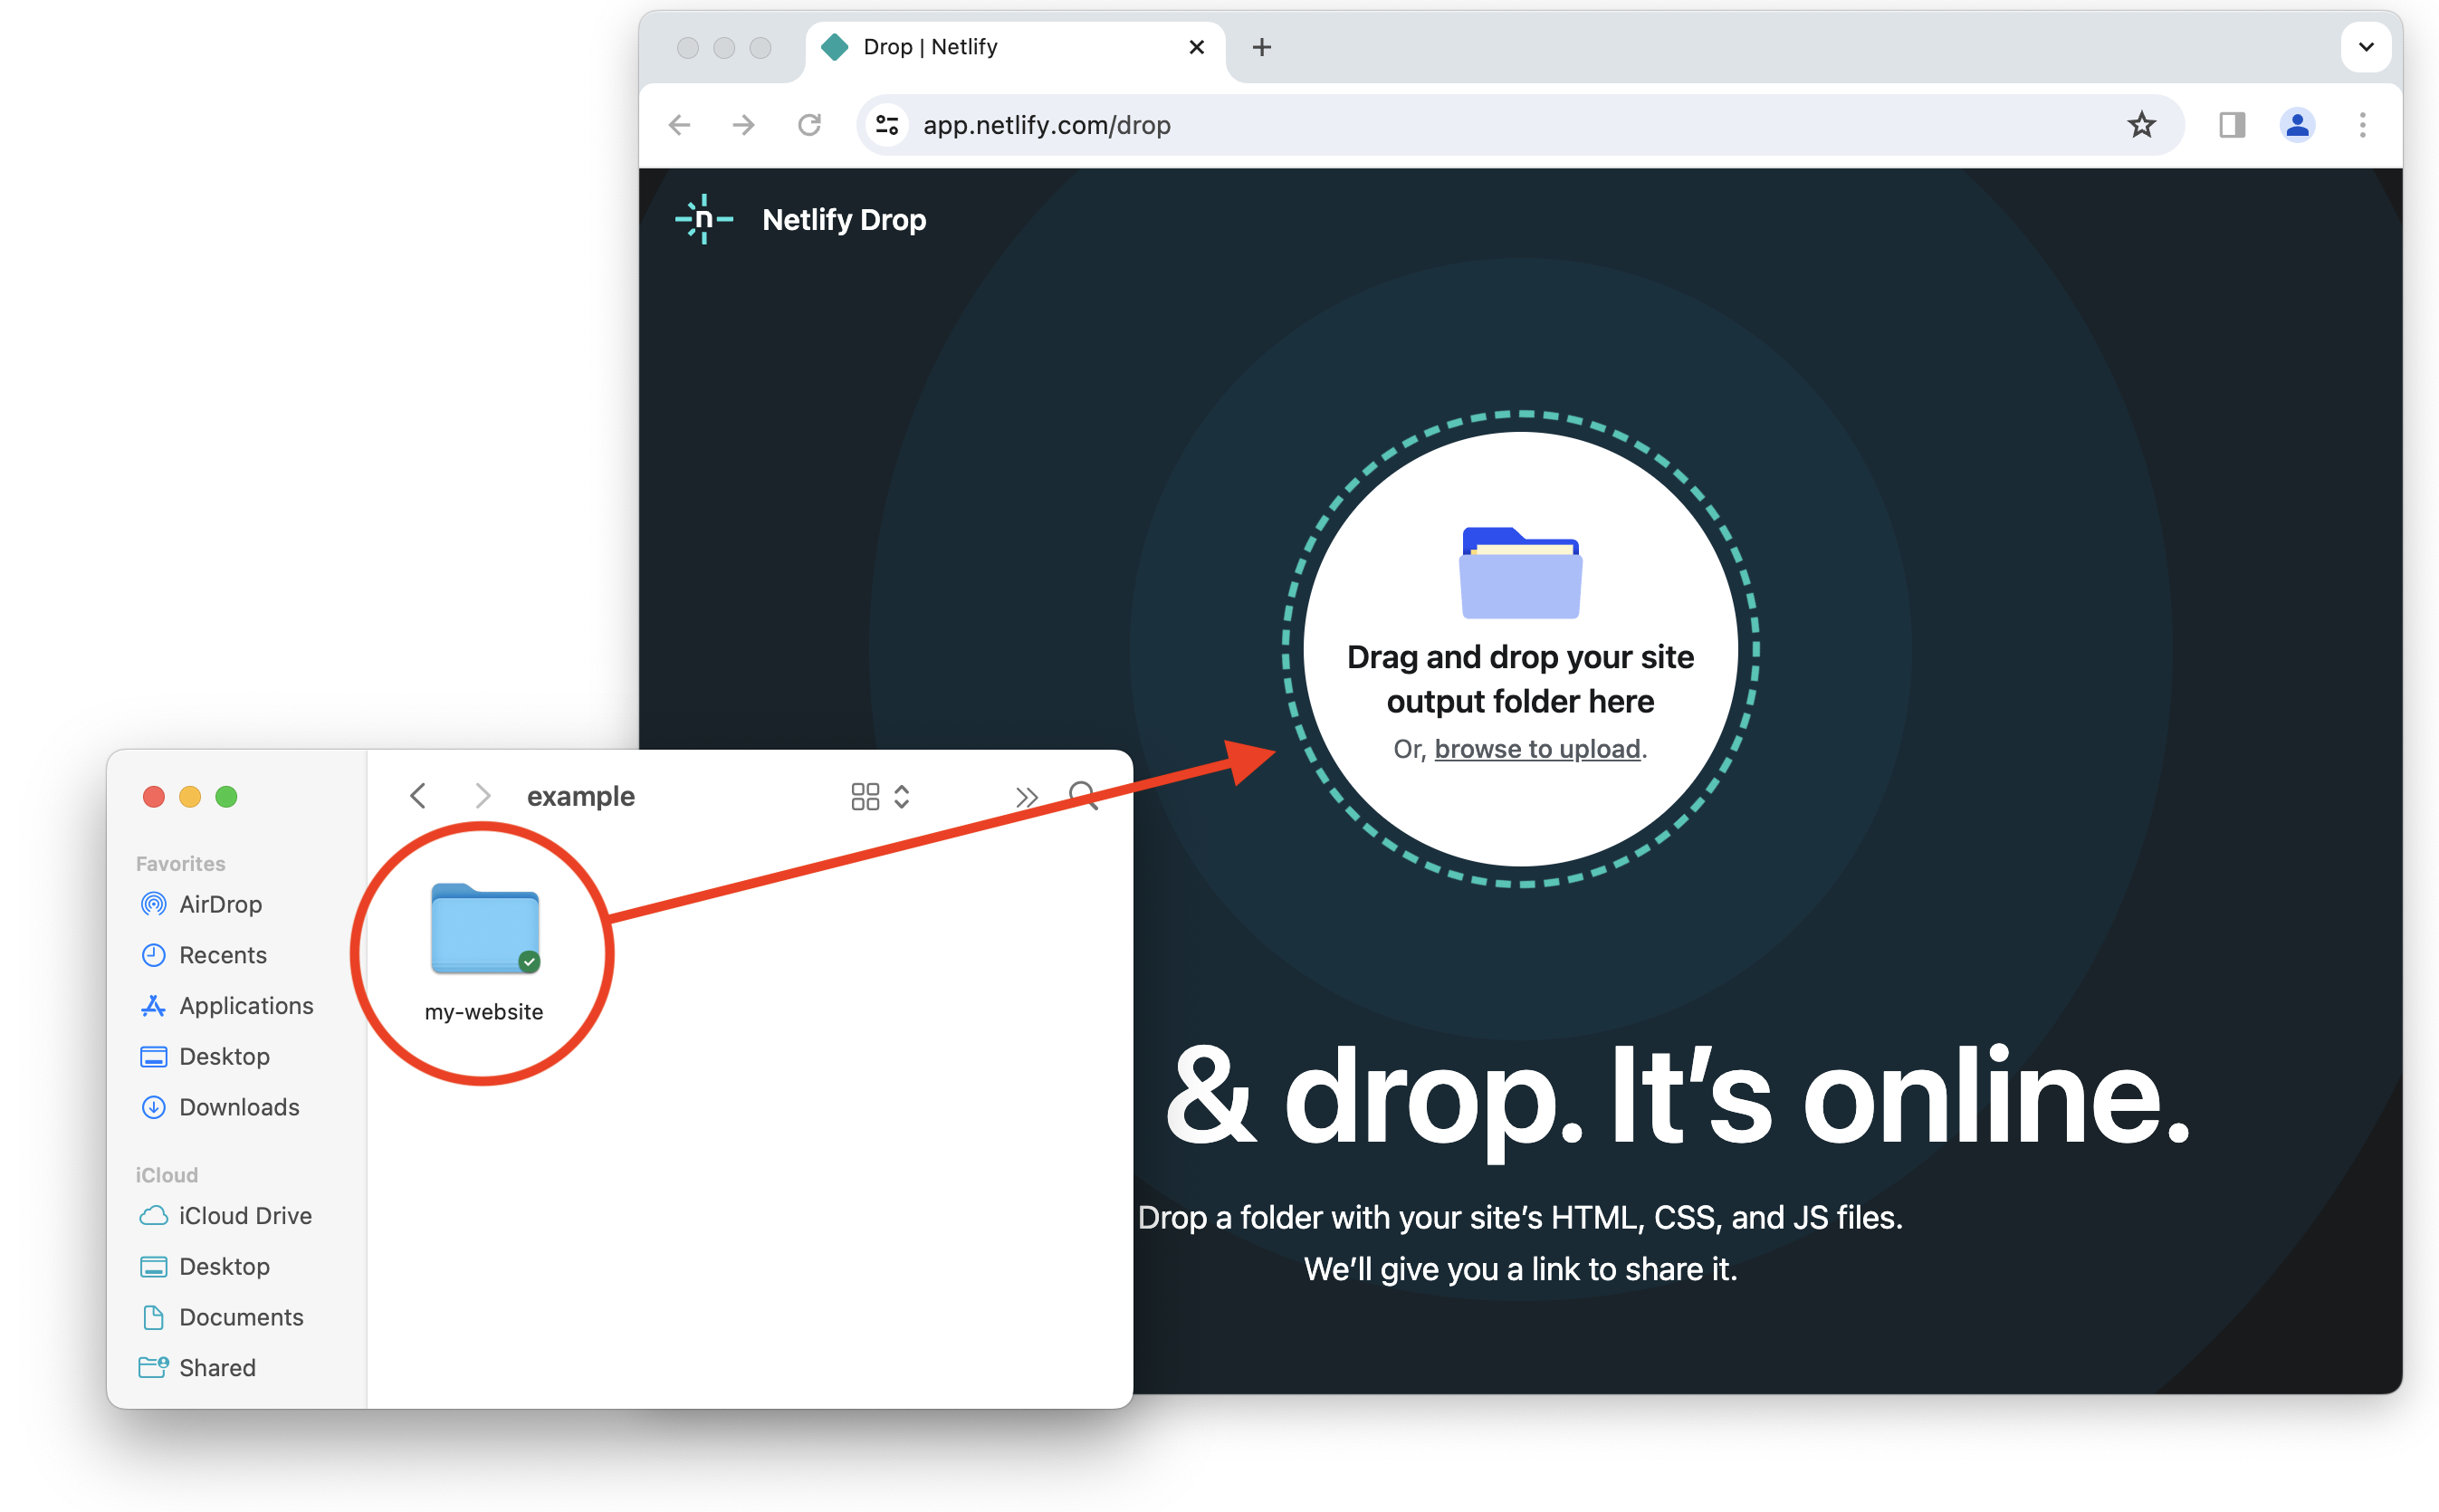 Drop | Netlify
app.netlify.com/drop
n
Netlify Drop
Drag and drop your site
output folder here
Or, browse to upload.
example
Favorites
AirDrop
Recents
Applications
Desktop
Downloads
iCloud
iCloud Drive
Desktop
Documents
Shared
my-website
& drop. It’s online.
Drop a folder with your site’s HTML, CSS, and JS files.
We’ll give you a link to share it.